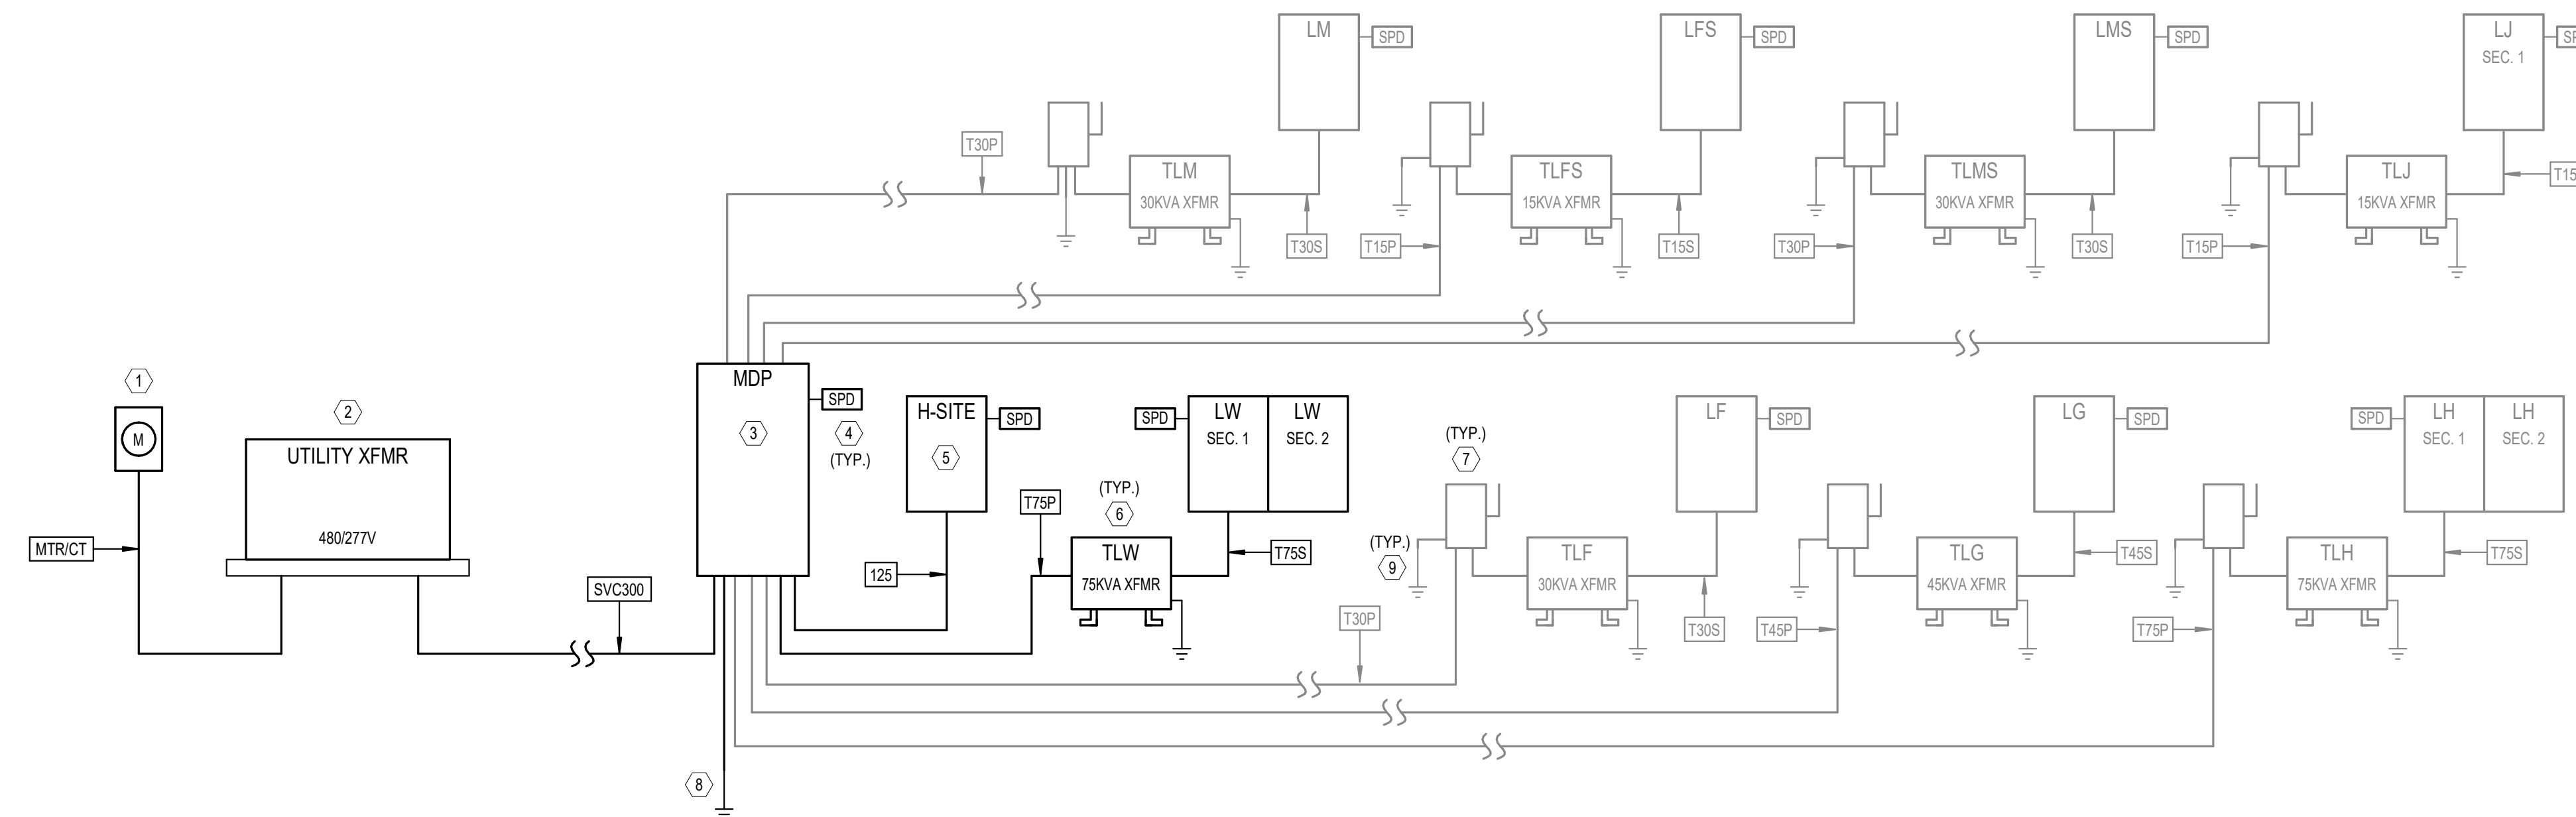 LM
SPD
LFS
SPD
LMS
SPD
LJ
SEC. 1
T30P
TLM
30KVA XFMR
T30S
T15P
TLFS
15KVA XFMR
T15S
T30P
TLMS
30KVA XFMR
T30S
T15P
TLJ
15KVA XFMR
1
M
MTR/CT
2
UTILITY XFMR
480/277V
SVC300
MDP
3
SPD
4
(TYP.)
H-SITE
5
SPD
125
T75P
(TYP.)
6
TLW
75KVA XFMR
SPD
LW
SEC. 1
LW
SEC. 2
T75S
(TYP.)
7
(TYP.)
9
T30P
TLF
30KVA XFMR
LF
SPD
T30S
T45P
TLG
45KVA XFMR
LG
SPD
T45S
T75P
TLH
75KVA XFMR
SPD
LH
SEC. 1
LH
SEC. 2
T75S
8